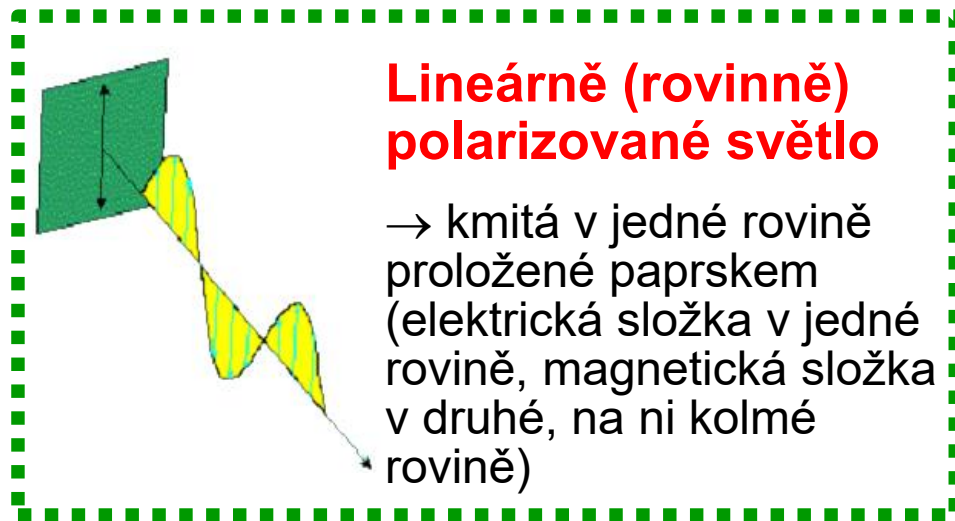 Lineárně (rovinně)
polarizované světlo
→ kmitá v jedné rovině
proložené paprskem
(elektrická složka v jedné
rovině, magnetická složka
v druhé, na ni kolmé
rovině)